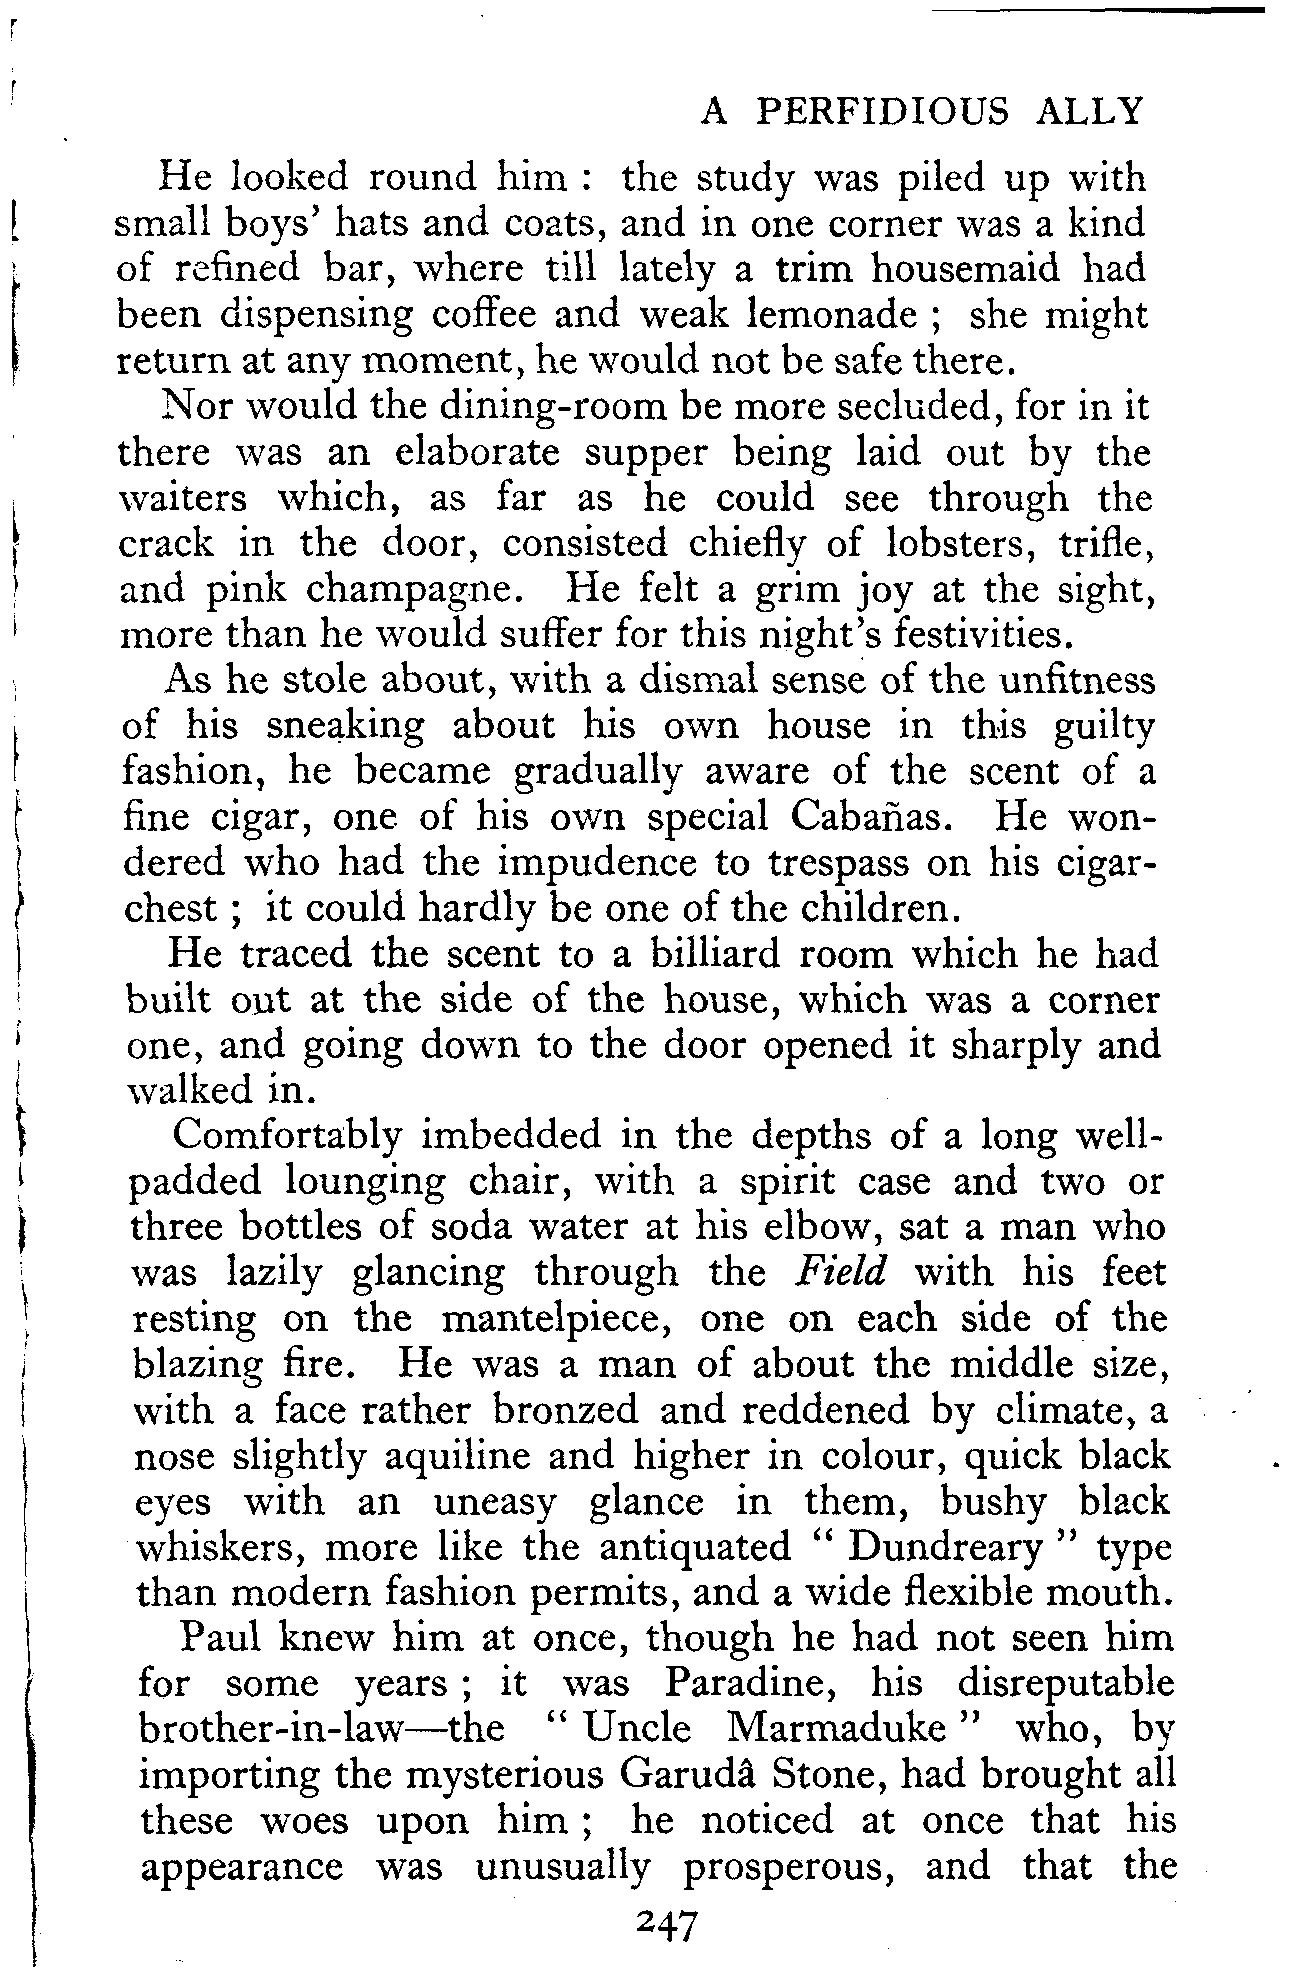 A PERFIDIOUS ALLY
He looked round him : the study was piled up with
small boys' hats and coats, and in one corner was a kind
of refined bar, where till lately a trim housemaid had
been dispensing coffee and weak lemonade ; she might
return at any moment, he would not be safe there.
Nor would the dining-room be more secluded, for in it
there was an elaborate supper being laid out by the
waiters which, as far as he could see through the
crack in the door, consisted chiefly of lobsters, trifle,
and pink champagne. He felt a grim joy at the sight,
more than he would suffer for this night's festivities.
As he stole about, with a dismal sense of the unfitness
of his sneaking about his own house in this guilty
fashion, he became gradually aware of the scent of a
fine cigar, one of his own special Cabañas. He won-
dered who had the impudence to trespass on his cigar-
chest ; it could hardly be one of the children.
He traced the scent to a billiard room which he had
built out at the side of the house, which was a corner
one, and going down to the door opened it sharply and
walked in.
Comfortably imbedded in the depths of a long well-
padded lounging chair, with a spirit case and two or
three bottles of soda water at his elbow, sat a man who
was lazily glancing through the Field with his feet
resting on the mantelpiece, one on each side of the
blazing fire. He was a man of about the middle size,
with a face rather bronzed and reddened by climate, a
nose slightly aquiline and higher in colour, quick black
eyes with an uneasy glance in them, bushy black
whiskers, more like the antiquated " Dundreary " type
than modern fashion permits, and a wide flexible mouth.
Paul knew him at once, though he had not seen him
for some years ; it was Paradine, his disreputable
brother-in-law—the " Uncle Marmaduke " who, by
importing the mysterious Garudâ Stone, had brought all
these woes upon him ; he noticed at once that his
appearance was unusually prosperous, and that the
247